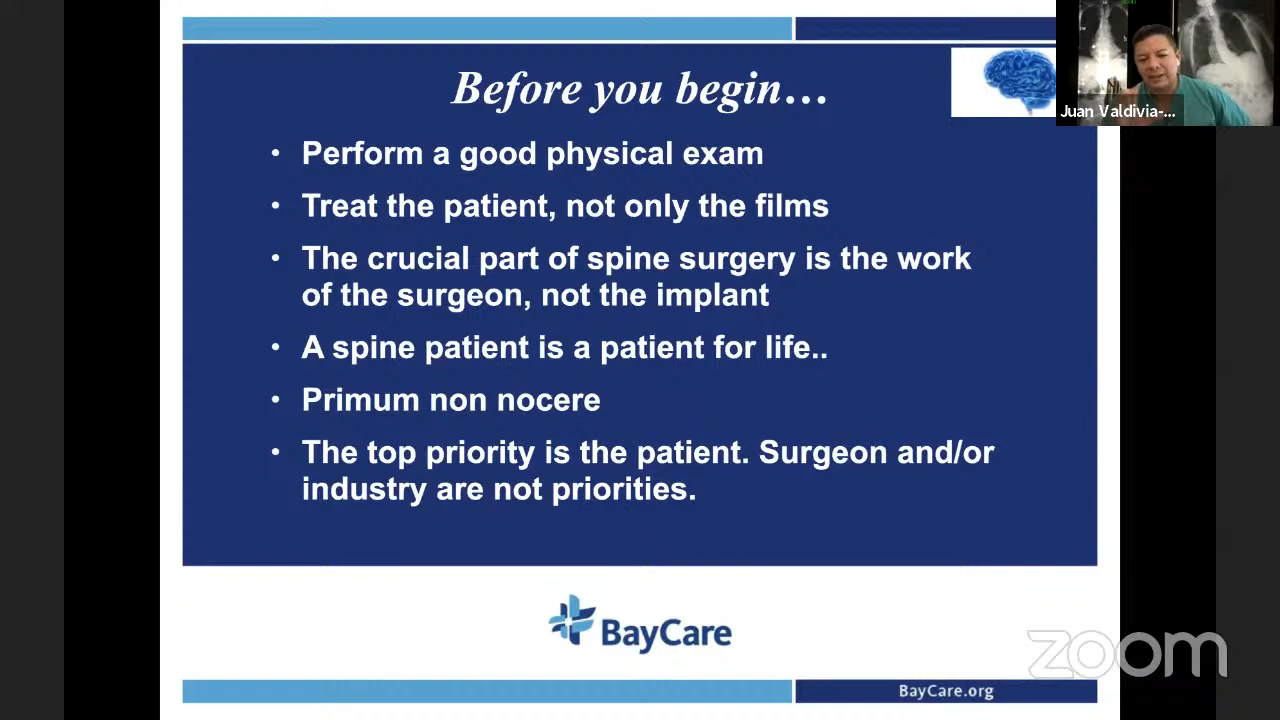 Before you begin…
Juan Valdivia-...
• Perform a good physical exam
• Treat the patient, not only the films
• The crucial part of spine surgery is the work
of the surgeon, not the implant
• A spine patient is a patient for life..
• Primum non nocere
• The top priority is the patient. Surgeon and/or
industry are not priorities.
BayCare
zoom
BayCare.org